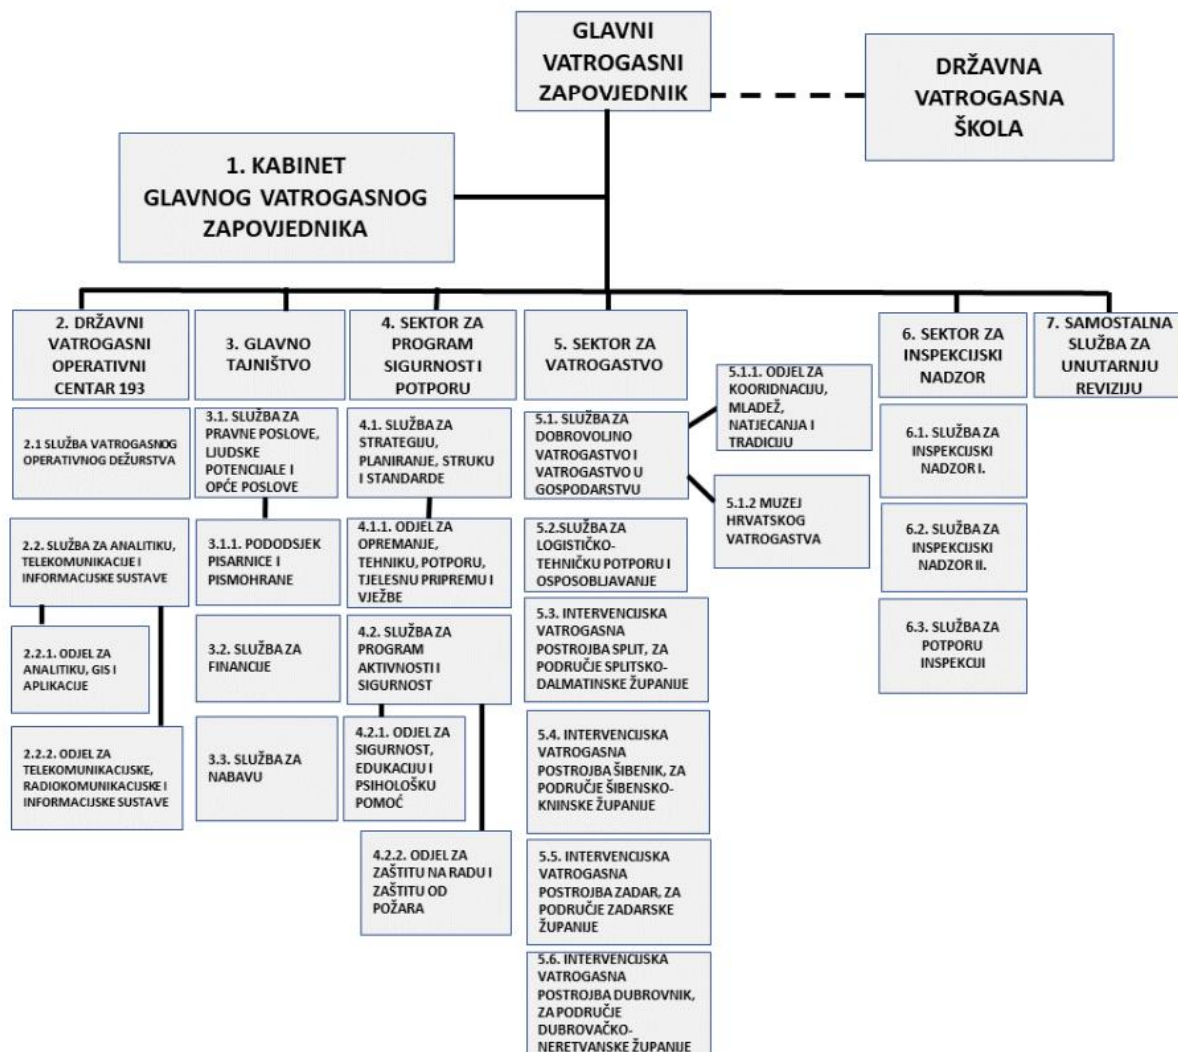 GLAVNI
VATROGASNI
ZAPOVJEDNIK
DRŽAVNA
VATROGASNA
ŠKOLA
1. KABINET
GLAVNOG VATROGASNOG
ZAPOVJEDNIKA
2. DRŽAVNI
VATROGASNI
OPERATIVNI
CENTAR 193
2.1 SLUŽBA VATROGASNOG
OPERATIVNOG DEŽURSTVA
2.2. SLUŽBA ZA ANALITIKU,
TELEKOMUNIKACIJE I
INFORMACIJSKE SUSTAVE
2.2.1. ODJEL ZA
ANALITIKU, GIS I
APLIKACIJE
2.2.2. ODJEL ZA
TELEKOMUNIKACIJSKE,
RADIOKOMUNIKACIJSKE I
INFORMACIJSKE SUSTAVE
3. GLAVNO
TAJNIŠTVO
3.1. SLUŽBA ZA
PRAVNE POSLOVE,
LJUDSKE
POTENCIJALE I
OPĆE POSLOVE
3.1.1. PODODSJEK
PISARNICE I
PISMOHRANE
3.2. SLUŽBA ZA
FINANCIJE
3.3. SLUŽBA ZA
NABAVU
4. SEKTOR ZA
PROGRAM
SIGURNOST I
POTPORU
4.1. SLUŽBA ZA
STRATEGIJU,
PLANIRANJE, STRUKU
I STANDARDE
4.1.1. ODJEL ZA
OPREMANJE,
TEHNIKU, POTPORU,
TJELESNU PRIPREMU I
VJEŽBE
4.2. SLUŽBA ZA
PROGRAM
AKTIVNOSTI I
SIGURNOST
4.2.1. ODJEL ZA
SIGURNOST,
EDUKACIJU I
PSIHOLOŠKU
POMOĆ
4.2.2. ODJEL ZA
ZAŠTITU NA RADU I
ZAŠTITU OD
POŽARA
5. SEKTOR ZA
VATROGASTVO
5.1. SLUŽBA ZA
DOBROVOLJNO
VATROGASTVO I
VATROGASTVO U
GOSPODARSTVU
5.1.1. ODJEL ZA
KOORIDNACIJU,
MLADEŽ,
NATJECANJA I
TRADICIJU
5.1.2 MUZEJ
HRVATSKOG
VATROGASTVA
5.2.SLUŽBA ZA
LOGISTIČKO-
TEHNIČKU POTPORU I
OSPOSOBLJAVANJE
5.3. INTERVENCIJSKA
VATROGASNA
POSTROJBA SPLIT, ZA
PODRUČJE SPLITSKO-
DALMATINSKE ŽUPANIJE
5.4. INTERVENCIJSKA
VATROGASNA
POSTROJBA ŠIBENIK, ZA
PODRUČJE ŠIBENSKO-
KNINSKE ŽUPANIJE
5.5. INTERVENCIJSKA
VATROGASNA
POSTROJBA ZADAR, ZA
PODRUČJE ZADARSKE
ŽUPANIJE
5.6. INTERVENCIJSKA
VATROGASNA
POSTROJBA DUBROVNIK,
ZA PODRUČJE
DUBROVAČKO-
NERETVANSKE ŽUPANIJE
6. SEKTOR ZA
INSPEKCIJSKI
NADZOR
6.1. SLUŽBA ZA
INSPEKCIJSKI
NADZOR I.
6.2. SLUŽBA ZA
INSPEKCIJSKI
NADZOR II.
6.3. SLUŽBA ZA
POTPORU
INSPEKCIJI
7. SAMOSTALNA
SLUŽBA ZA
UNUTARNJU
REVIZIJU